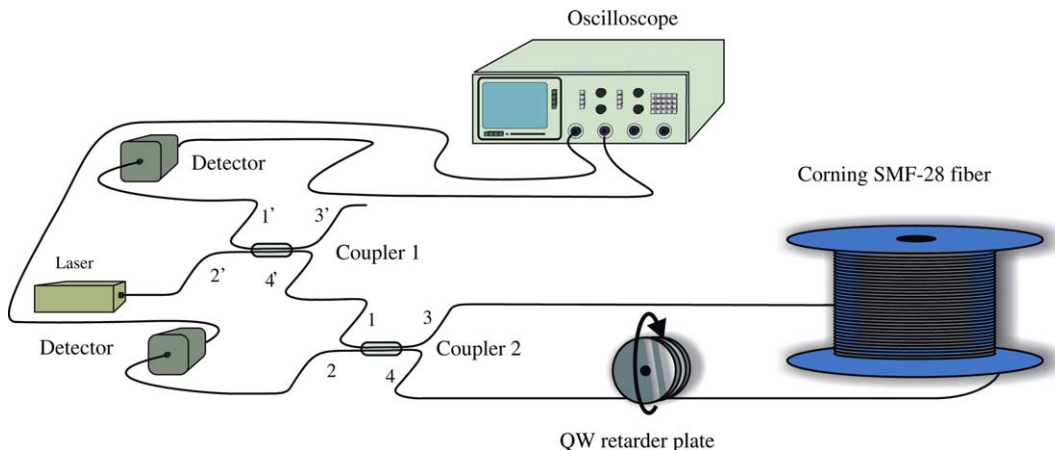 Oscilloscope
Detector
Corning SMF-28 fiber
1'
3'
Coupler 1
Laser
2'
4'
1
3
Detector
Coupler 2
2
4
QW retarder plate